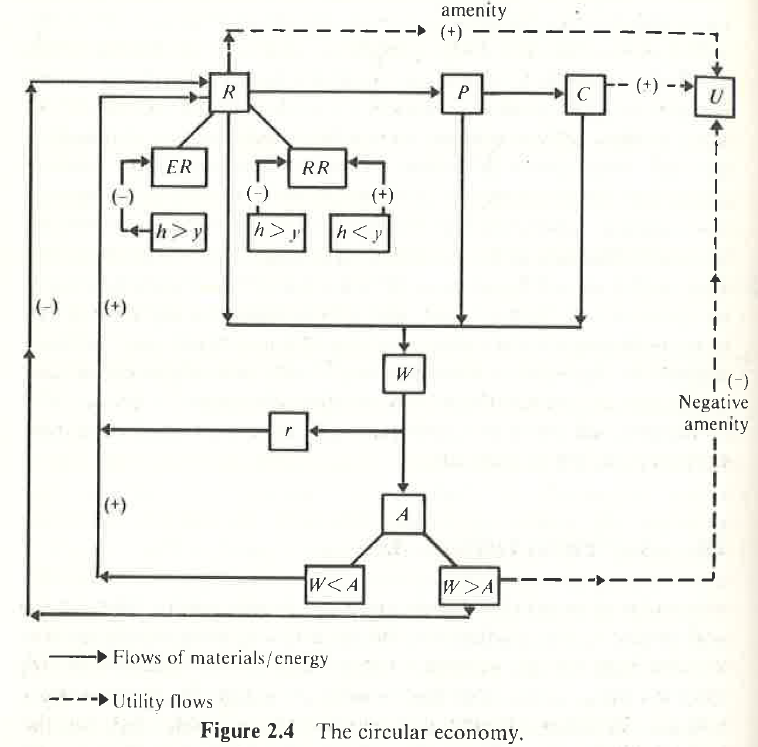 amenity
(+)
R
P
C
(+)
U
ER
RR
(−)
(−)
(+)
h > y
h > y
h < y
(−)
(+)
W
(−)
Negative
amenity
r
(+)
A
W < A
W > A
Flows of materials/energy
Utility flows
Figure 2.4 The circular economy.